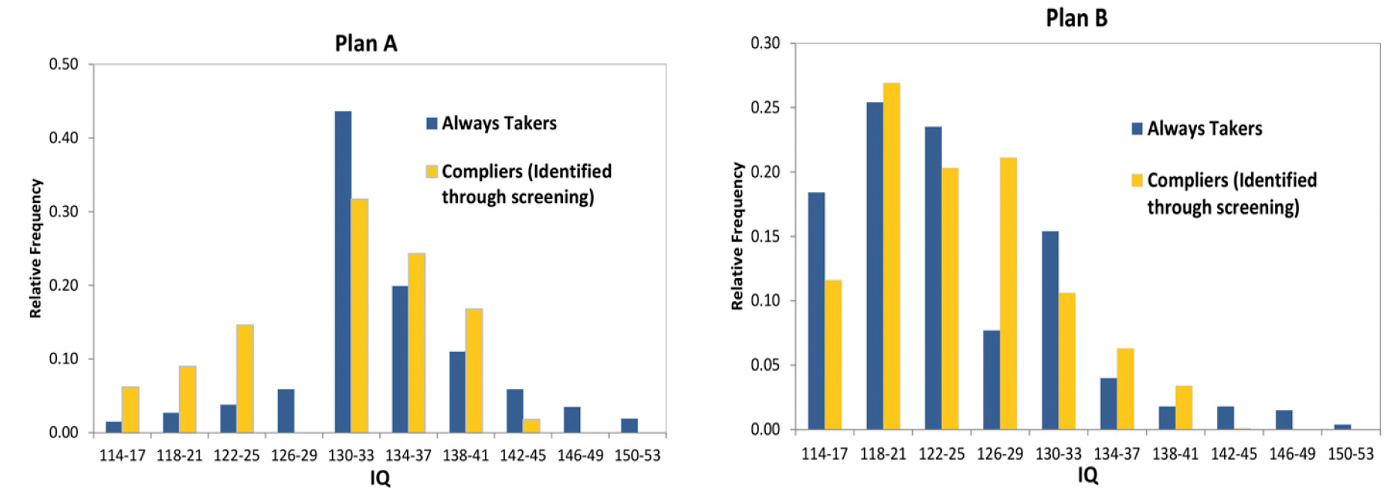 Plan A
0.50
0.40
0.30
0.20
0.10
0.00
Relative Frequency
Always Takers
Compliers (Identified
through screening)
114-17 118-21 122-25 126-29 130-33 134-37 138-41 142-45 146-49 150-53
IQ
Plan B
0.30
0.25
0.20
0.15
0.10
0.05
0.00
Relative Frequency
Always Takers
Compliers (Identified
through screening)
114-17 118-21 122-25 126-29 130-33 134-37 138-41 142-45 146-49 150-53
IQ